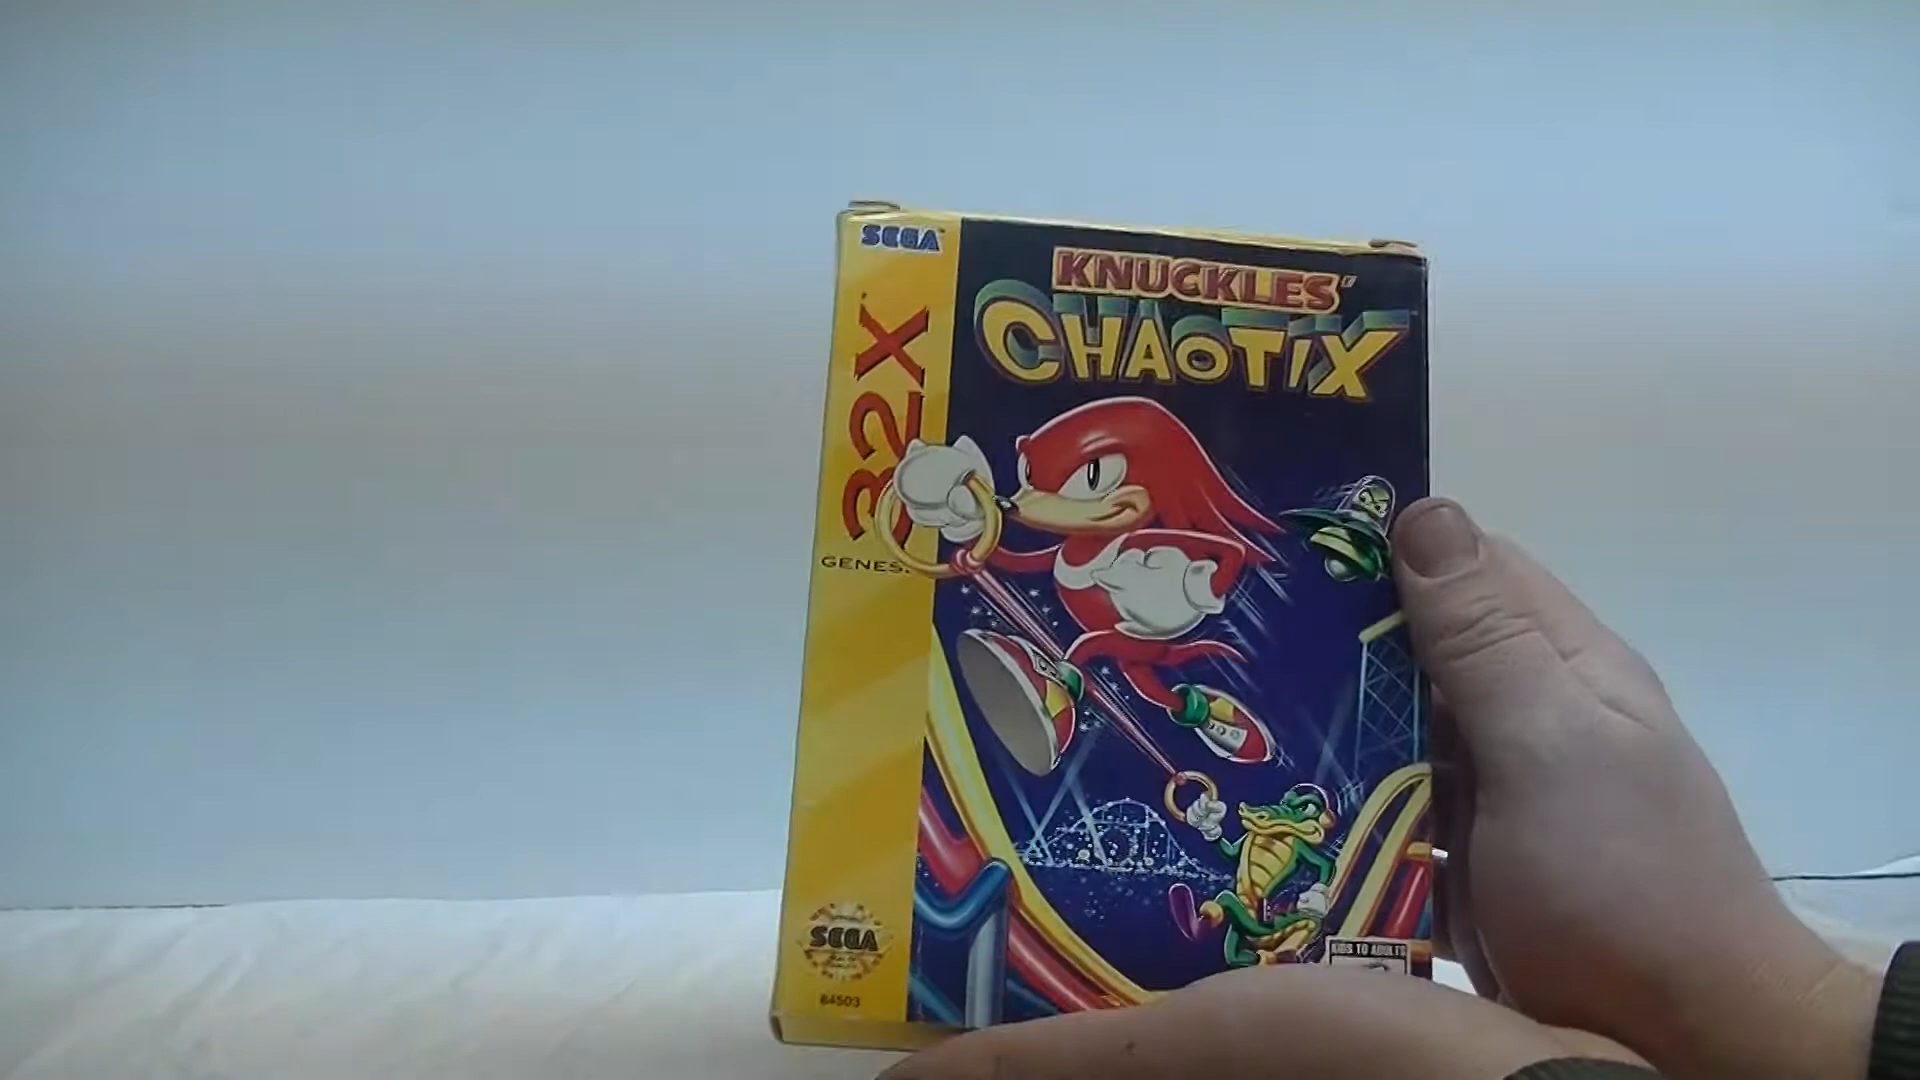 SEGA
32X
GENES
KNUCKLES'
CHAOTIX
SEGA
84503
KIDS TO ADULTS